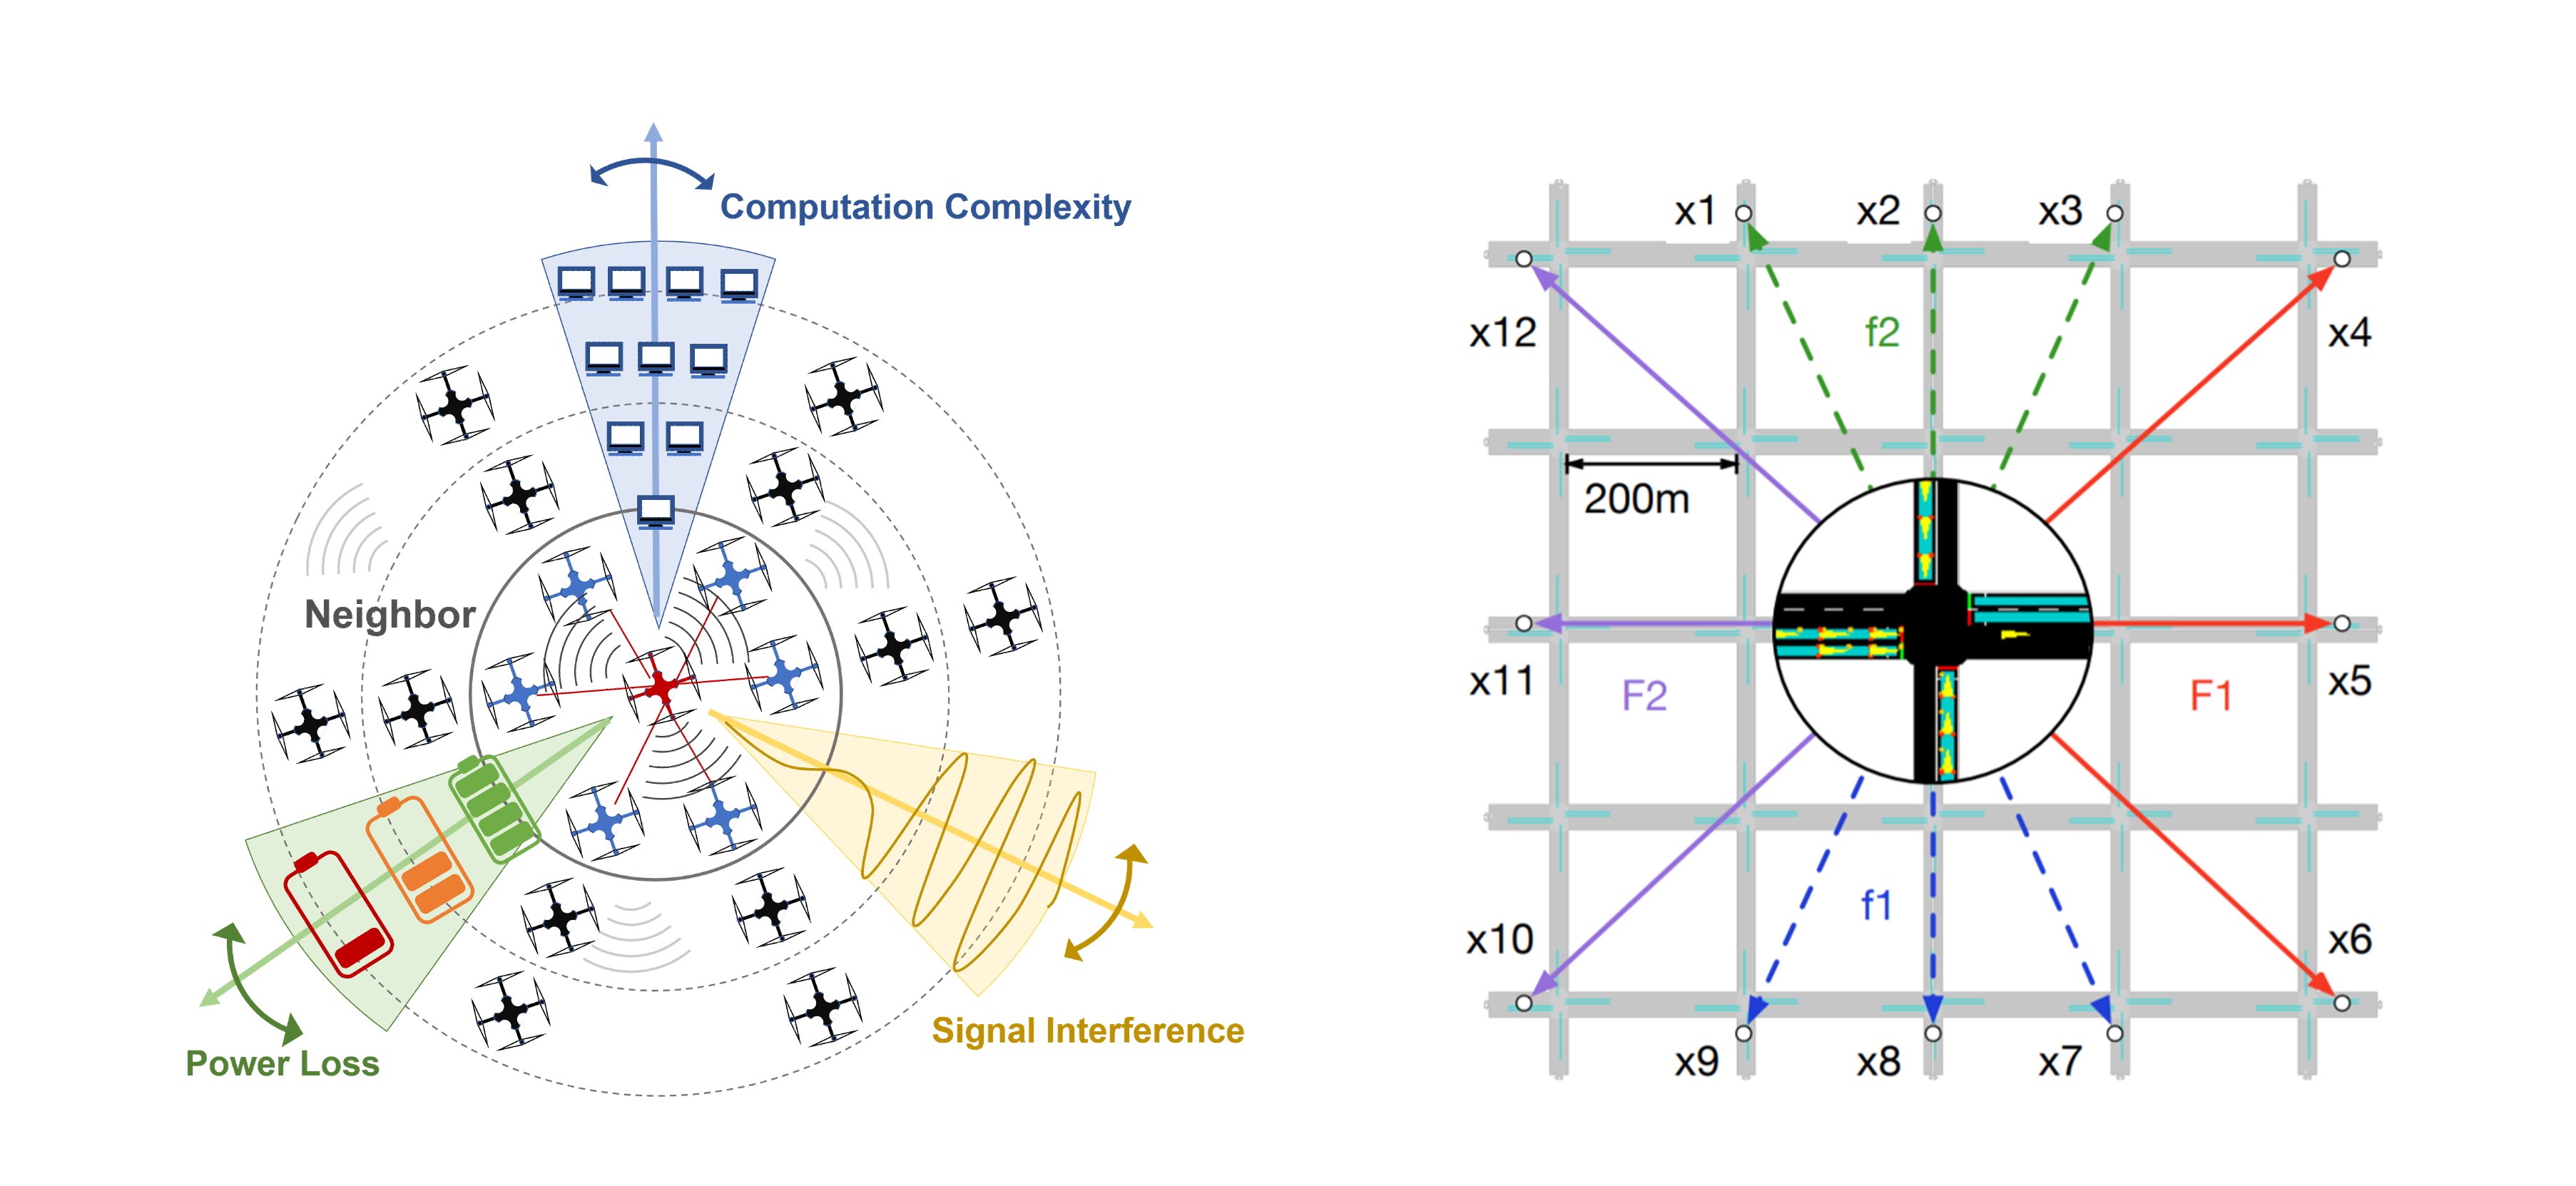 Computation Complexity
Neighbor
Power Loss
Signal Interference
x1 x2 x3
x12 f2 x4
200m
x11 F2 F1 x5
x10 f1 x6
x9 x8 x7